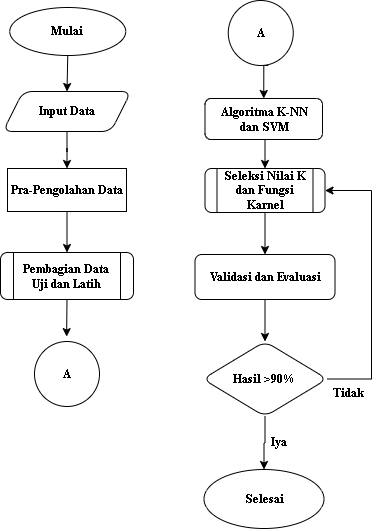 Mulai
Input Data
Pra-Pengolahan Data
Pembagian Data
Uji dan Latih
A
A
Algoritma K-NN
dan SVM
Seleksi Nilai K
dan Fungsi
Karnel
Validasi dan Evaluasi
Hasil >90%
Tidak
Iya
Selesai